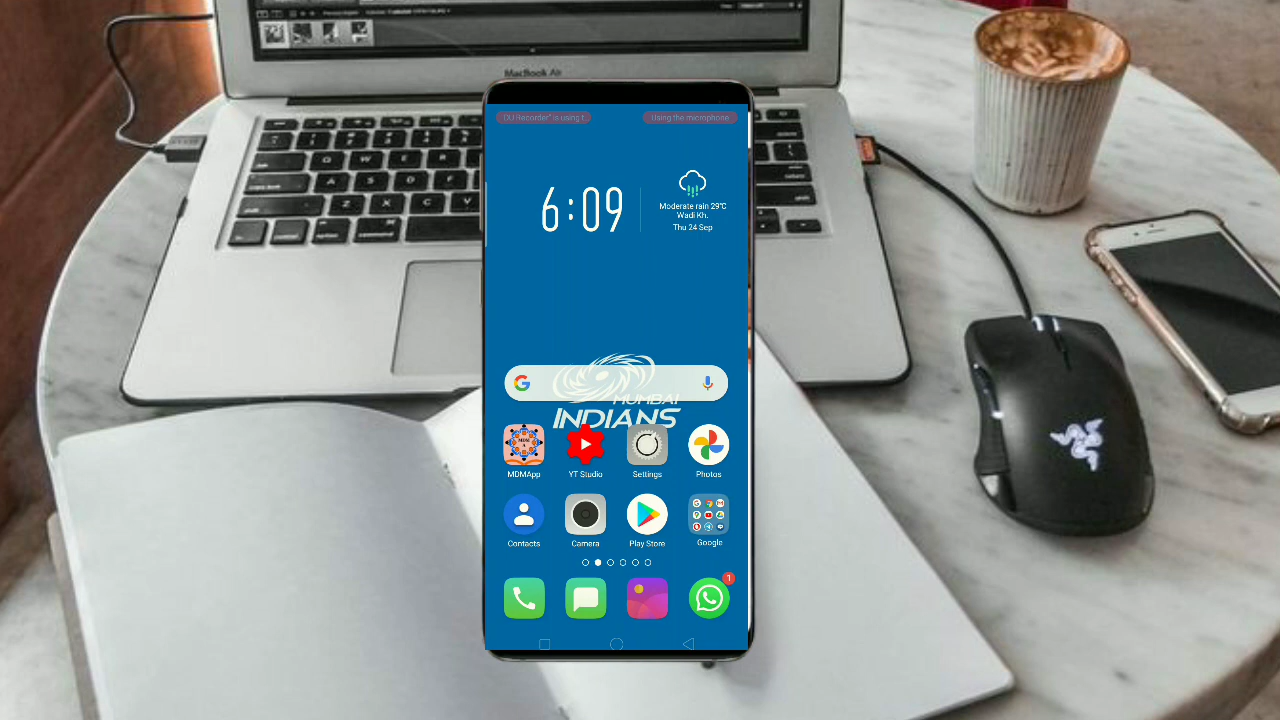 MacBook Air
DU Recorder" is using t
Using the microphone
6:09
Moderate rain 29°C
Wadi Kh.
Thu 24 Sep
MUMBAI
INDIANS
MDMApp
YT Studio
Settings
Photos
Contacts
Camera
Play Store
Google
1